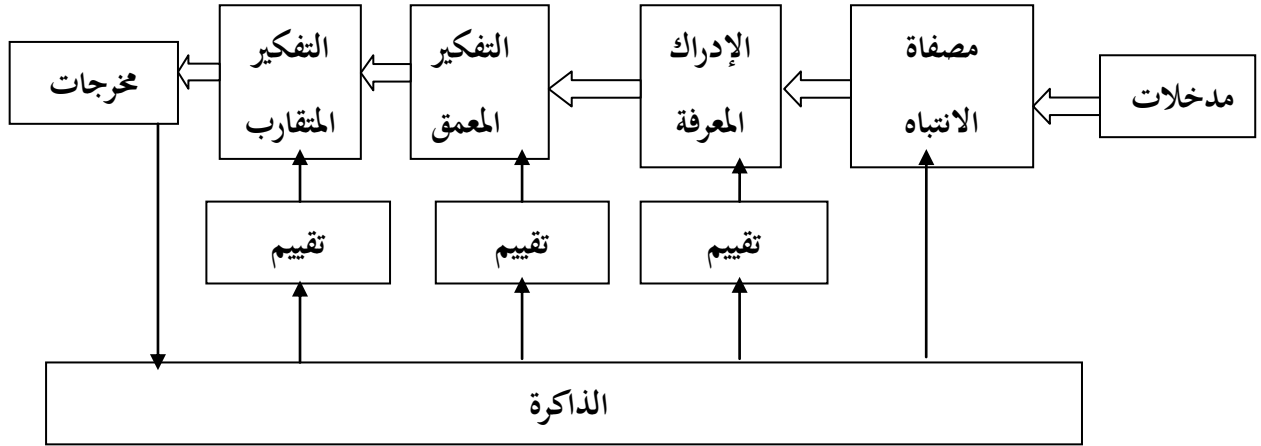 مدخلات
مصفاة
الانتباه
الإدراك
المعرفة
التفكير
المعمق
التفكير
المتقارب
مخرجات
تقييم
تقييم
تقييم
الذاكرة